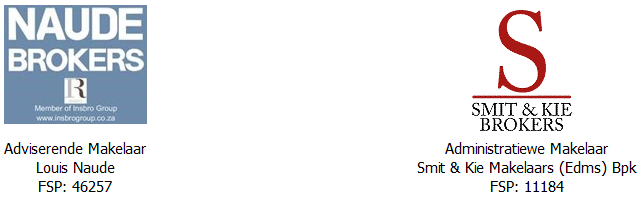 NAUDE
BROKERS
R
Member of Insbro Group
www.insbrogroup.co.za
Adviserende Makelaar
Louis Naude
FSP: 46257
S
SMIT & KIE
BROKERS
Administratiewe Makelaar
Smit & Kie Makelaars (Edms) Bpk
FSP: 11184